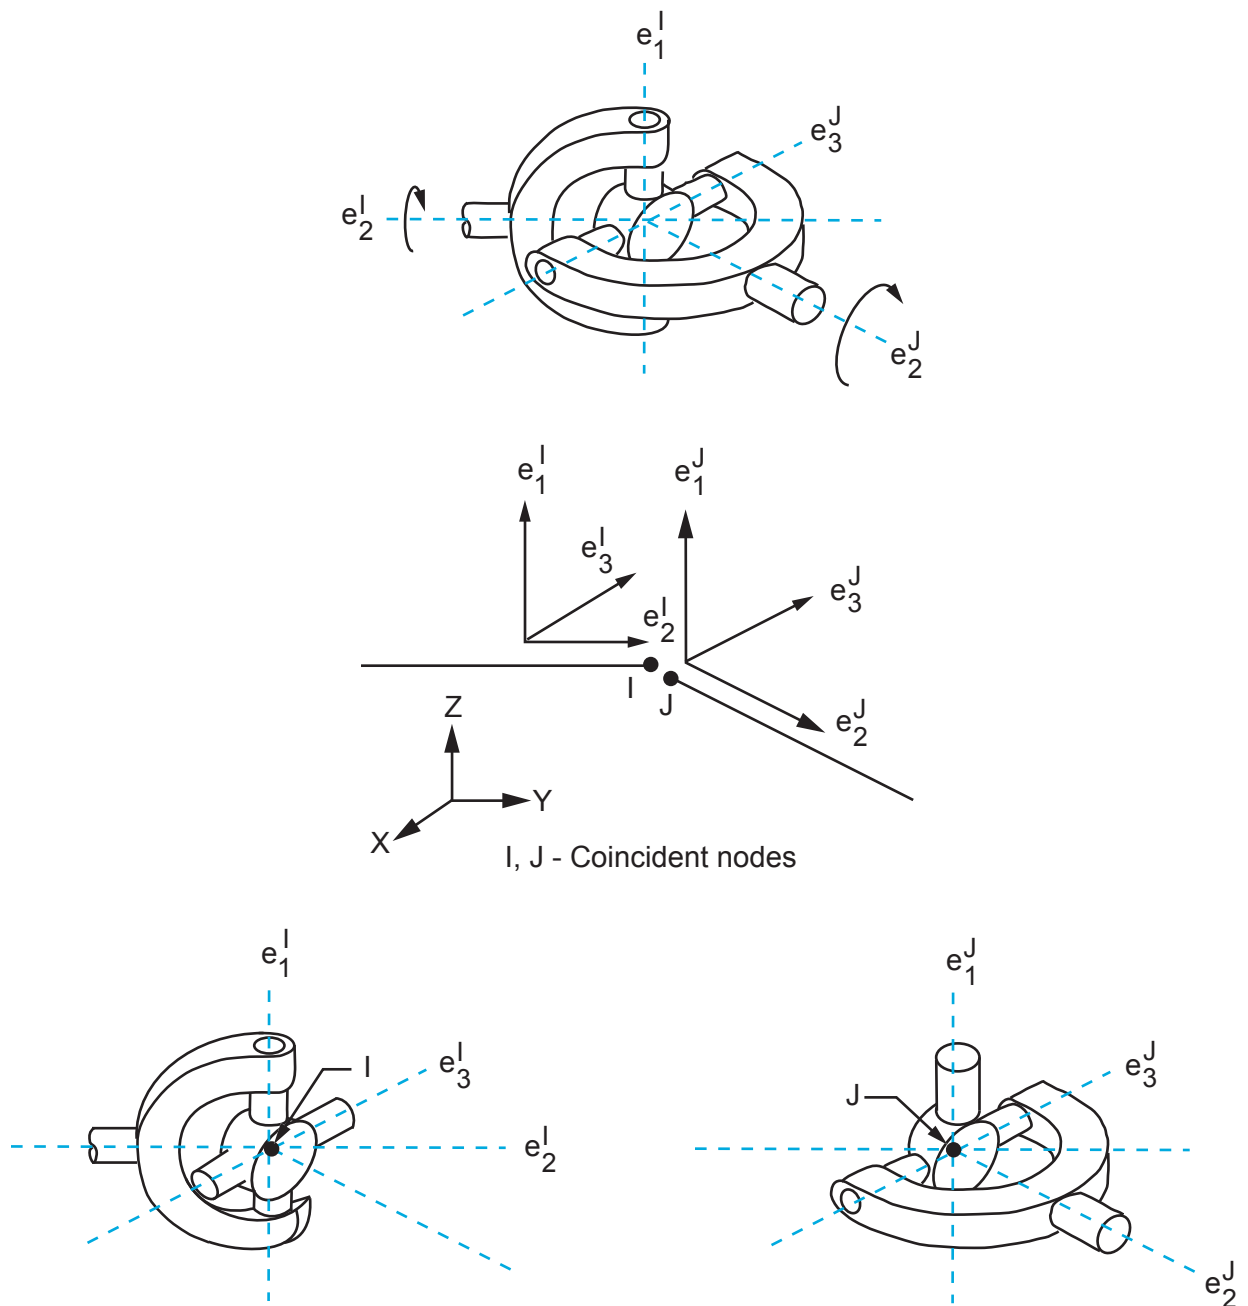 e₁ᴵ
e₃ᴶ
e₂ᴵ
e₂ᴶ
e₁ᴵ
e₁ᴶ
e₃ᴵ
e₃ᴶ
e₂ᴵ
I
J
e₂ᴶ
Z
Y
X
I, J - Coincident nodes
e₁ᴵ
e₁ᴶ
I
e₃ᴵ
e₃ᴶ
J
e₂ᴵ
e₂ᴶ